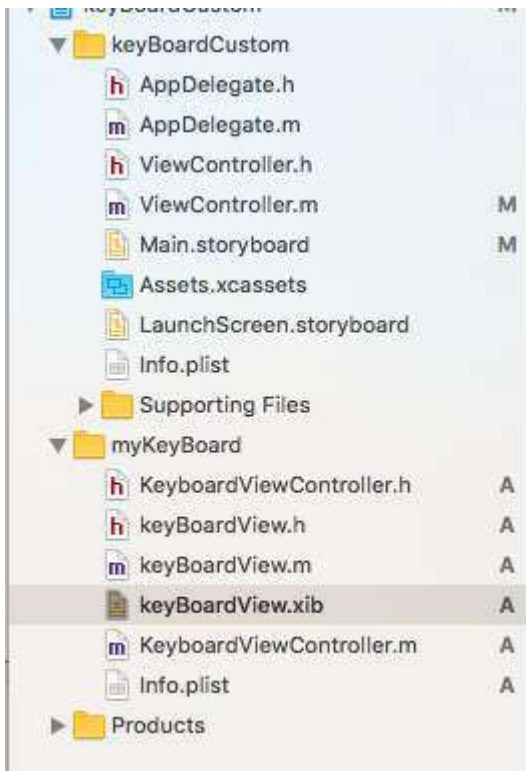 keyBoardCustom M
keyBoardCustom
h AppDelegate.h
m AppDelegate.m
h ViewController.h
m ViewController.m M
Main.storyboard M
Assets.xcassets
LaunchScreen.storyboard
Info.plist
Supporting Files
myKeyBoard
h KeyboardViewController.h A
h keyBoardView.h A
m keyBoardView.m A
keyBoardView.xib A
m KeyboardViewController.m A
Info.plist A
Products